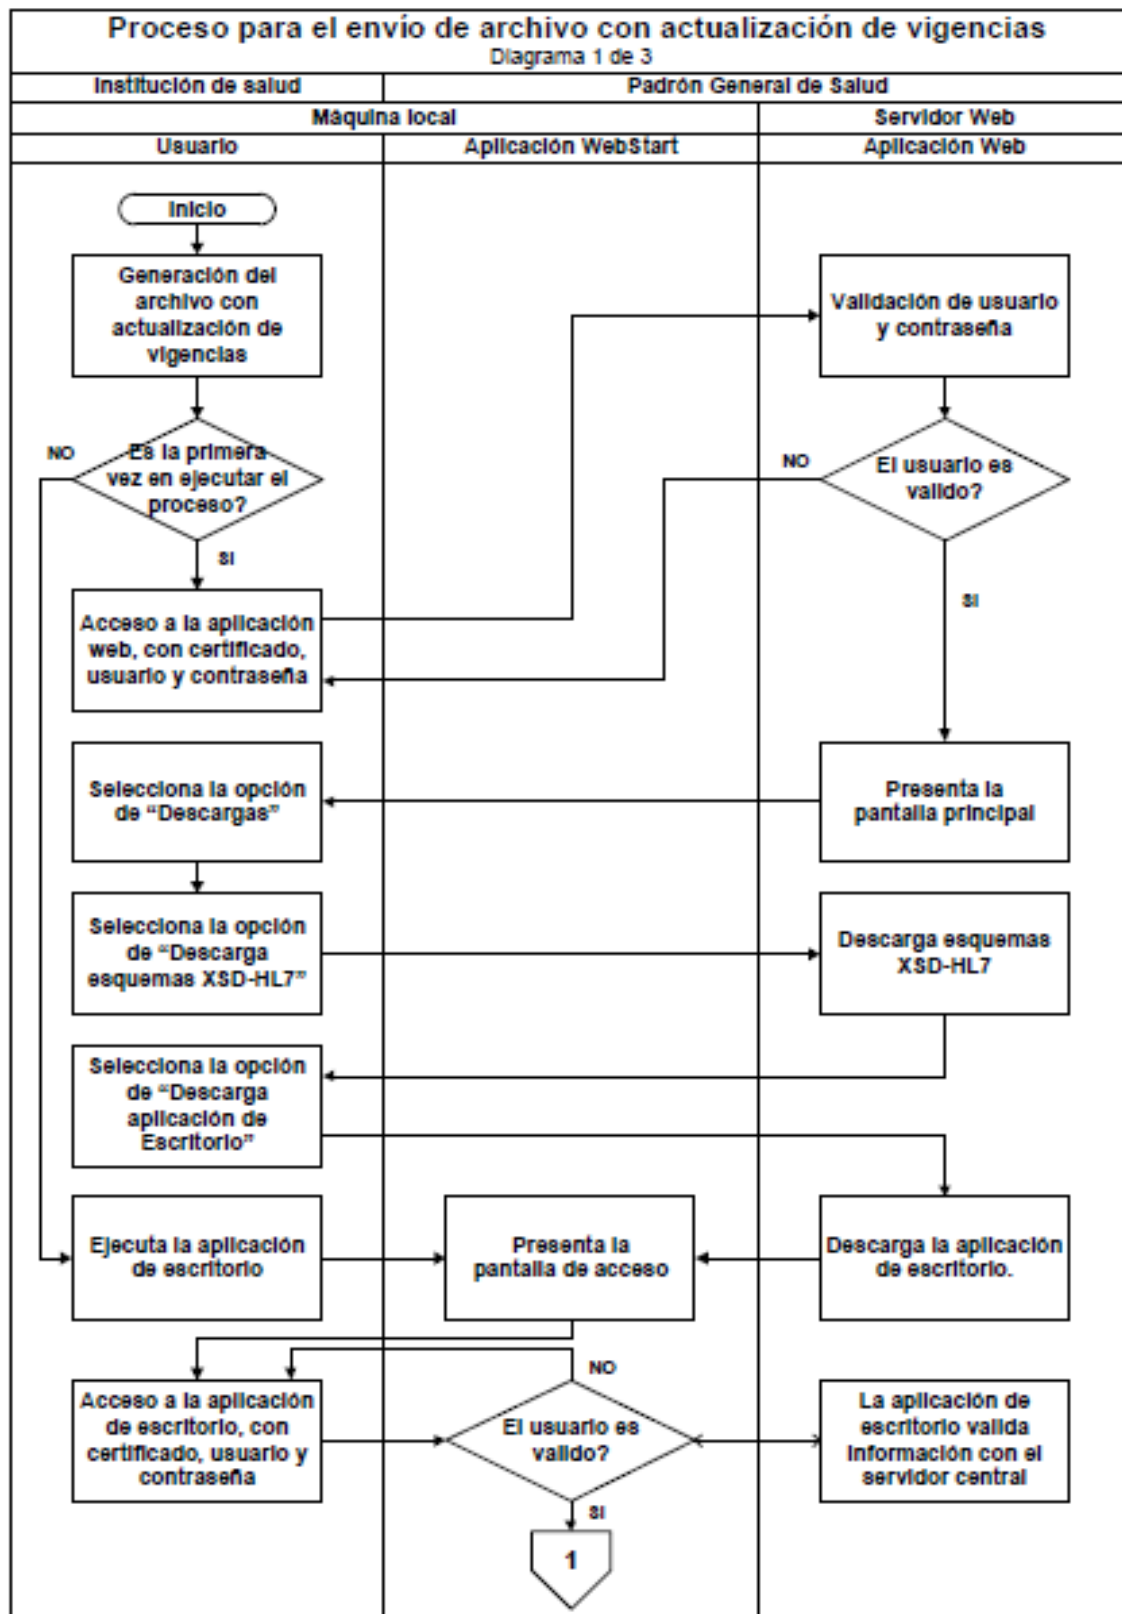 Proceso para el envío de archivo con actualización de vigencias
Diagrama 1 de 3
Institución de salud
Padrón General de Salud
Máquina local
Servidor Web
Usuario
Aplicación WebStart
Aplicación Web
Inicio
Generación del
archivo con
actualización de
vigencias
Validación de usuario
y contraseña
NO
Es la primera
vez en ejecutar el
proceso?
NO
El usuario es
valido?
SI
SI
Acceso a la aplicación
web, con certificado,
usuario y contraseña
Selecciona la opción
de “Descargas”
Presenta la
pantalla principal
Selecciona la opción
de “Descarga
esquemas XSD-HL7”
Descarga esquemas
XSD-HL7
Selecciona la opción
de “Descarga
aplicación de
Escritorio”
Ejecuta la aplicación
de escritorio
Presenta la
pantalla de acceso
Descarga la aplicación
de escritorio.
NO
Acceso a la aplicación
de escritorio, con
certificado, usuario y
contraseña
El usuario es
valido?
La aplicación de
escritorio valida
información con el
servidor central
SI
1